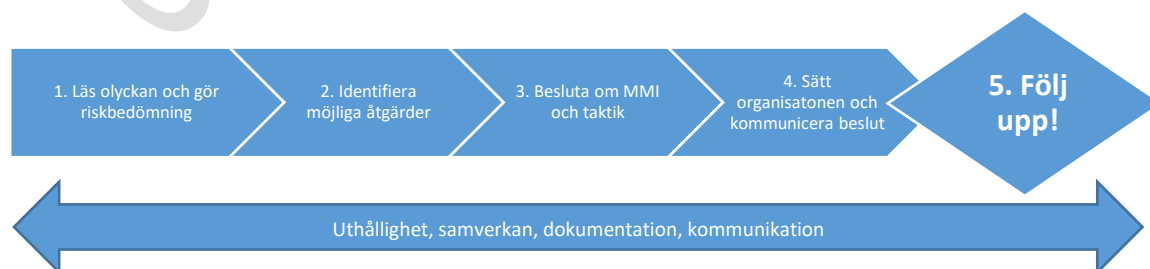 1. Läs olyckan och gör
riskbedömning
2. Identifiera
möjliga åtgärder
3. Besluta om MMI
och taktik
4. Sätt
organisatonen och
kommunicera beslut
5. Följ
upp!
Uthållighet, samverkan, dokumentation, kommunikation